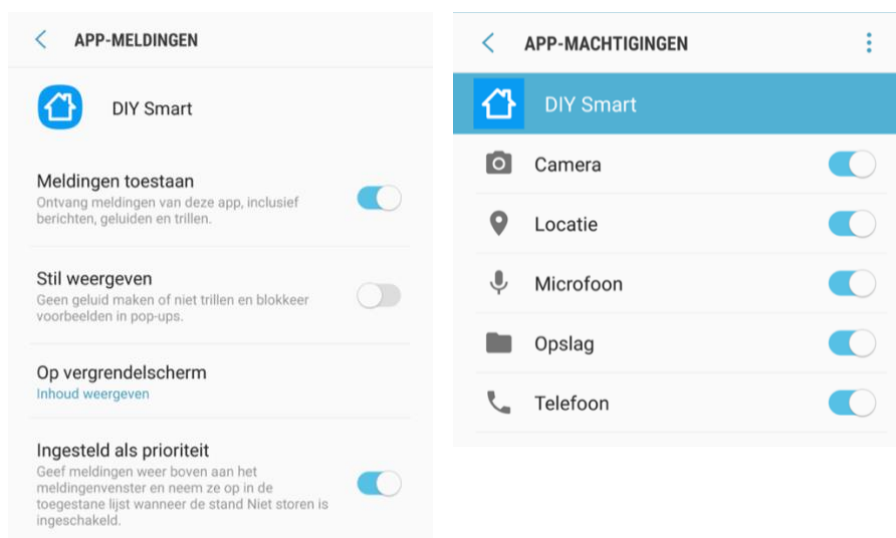 APP-MELDINGEN
DIY Smart
Meldingen toestaan
Ontvang meldingen van deze app, inclusief
berichten, geluiden en trillen.
Stil weergeven
Geen geluid maken of niet trillen en blokkeer
voorbeelden in pop-ups.
Op vergrendelscherm
Inhoud weergeven
Ingesteld als prioriteit
Geef meldingen weer boven aan het
meldingenvenster en neem ze op in de
toegestane lijst wanneer de stand Niet storen is
ingeschakeld.
APP-MACHTIGINGEN
DIY Smart
Camera
Locatie
Microfoon
Opslag
Telefoon